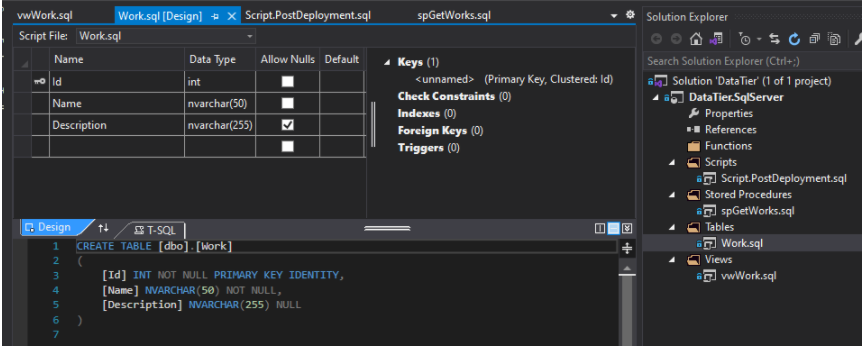 vwWork.sql Work.sql [Design] Script.PostDeployment.sql spGetWorks.sql
Script File: Work.sql
Name Data Type Allow Nulls Default
Id int
Name nvarchar(50)
Description nvarchar(255)
Keys (1)
<unnamed> (Primary Key, Clustered: Id)
Check Constraints (0)
Indexes (0)
Foreign Keys (0)
Triggers (0)
Design T-SQL
1 CREATE TABLE [dbo].[Work]
2 (
3 [Id] INT NOT NULL PRIMARY KEY IDENTITY,
4 [Name] NVARCHAR(50) NOT NULL,
5 [Description] NVARCHAR(255) NULL
6 )
7
Solution Explorer
Search Solution Explorer (Ctrl+;)
Solution 'DataTier' (1 of 1 project)
DataTier.SqlServer
Properties
References
Functions
Scripts
Script.PostDeployment.sql
Stored Procedures
spGetWorks.sql
Tables
Work.sql
Views
vwWork.sql